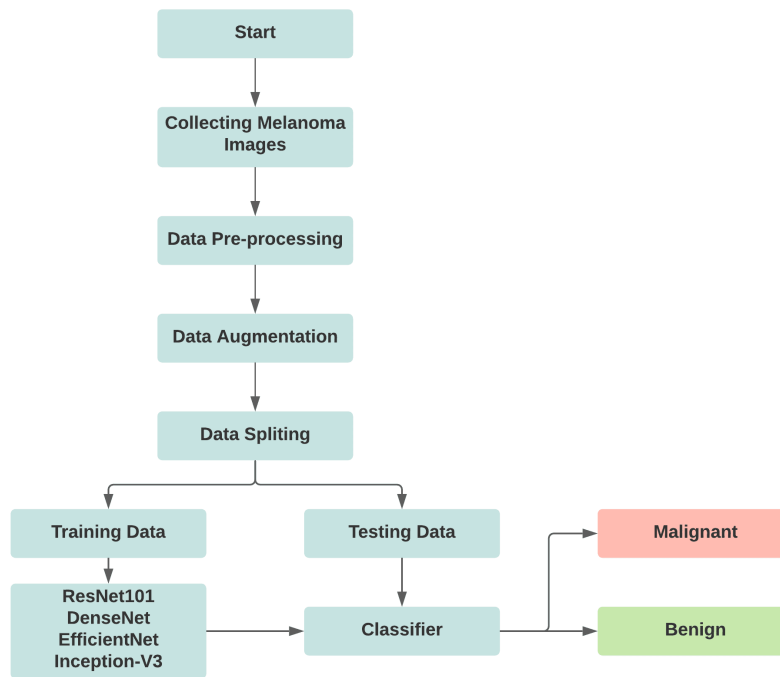 Start
Collecting Melanoma
Images
Data Pre-processing
Data Augmentation
Data Spliting
Training Data
Testing Data
Malignant
ResNet101
DenseNet
EfficientNet
Inception-V3
Classifier
Benign